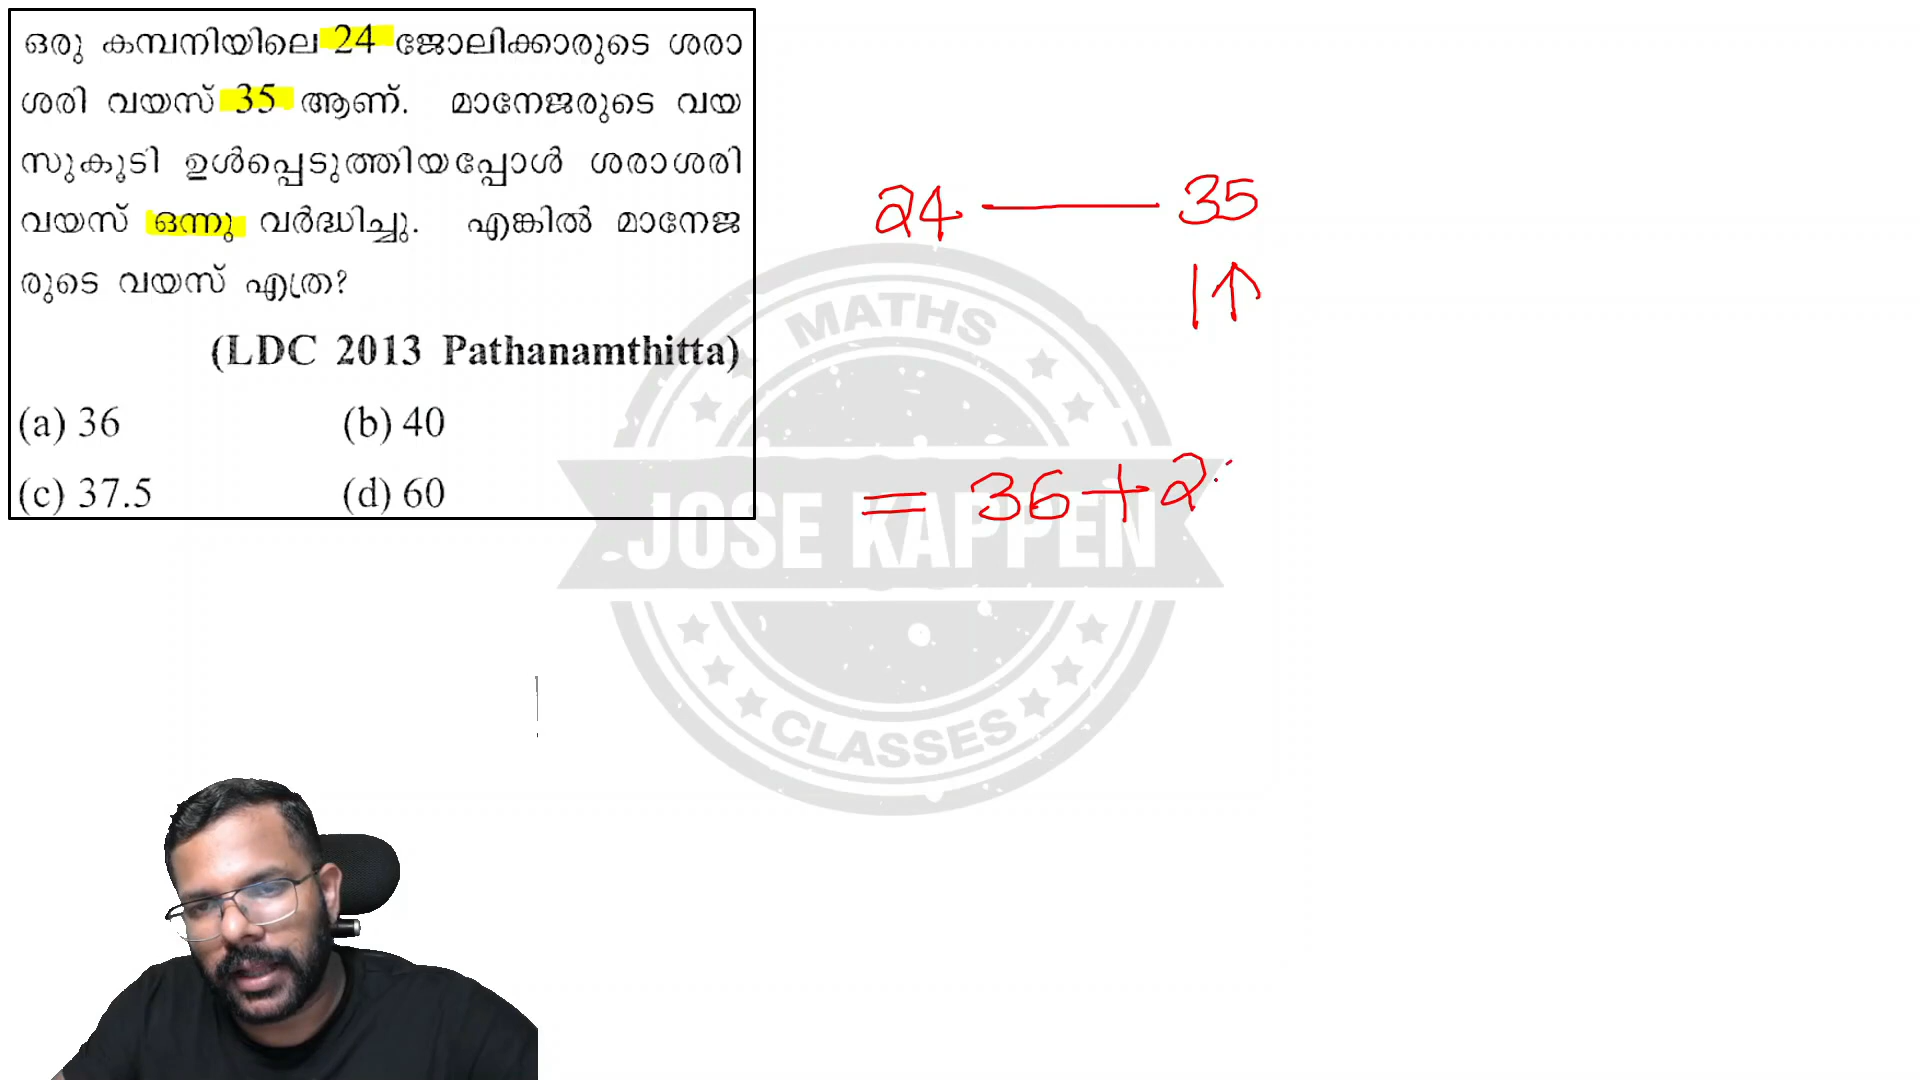 ഒരു കമ്പനിയിലെ 24 ജോലിക്കാരുടെ ശരാ
ശരി വയസ് 35 ആണ്. മാനേജരുടെ വയ
സുകൂടി ഉൾപ്പെടുത്തിയപ്പോൾ ശരാശരി
വയസ് ഒന്നു വർദ്ധിച്ചു. എങ്കിൽ മാനേജ
രുടെ വയസ് എത്ര?
(LDC 2013 Pathanamthitta)
(a) 36 (b) 40
(c) 37.5 (d) 60
24 — 35
1↑
= 36 + 2
MATHS
JOSE KAPPEN
CLASSES